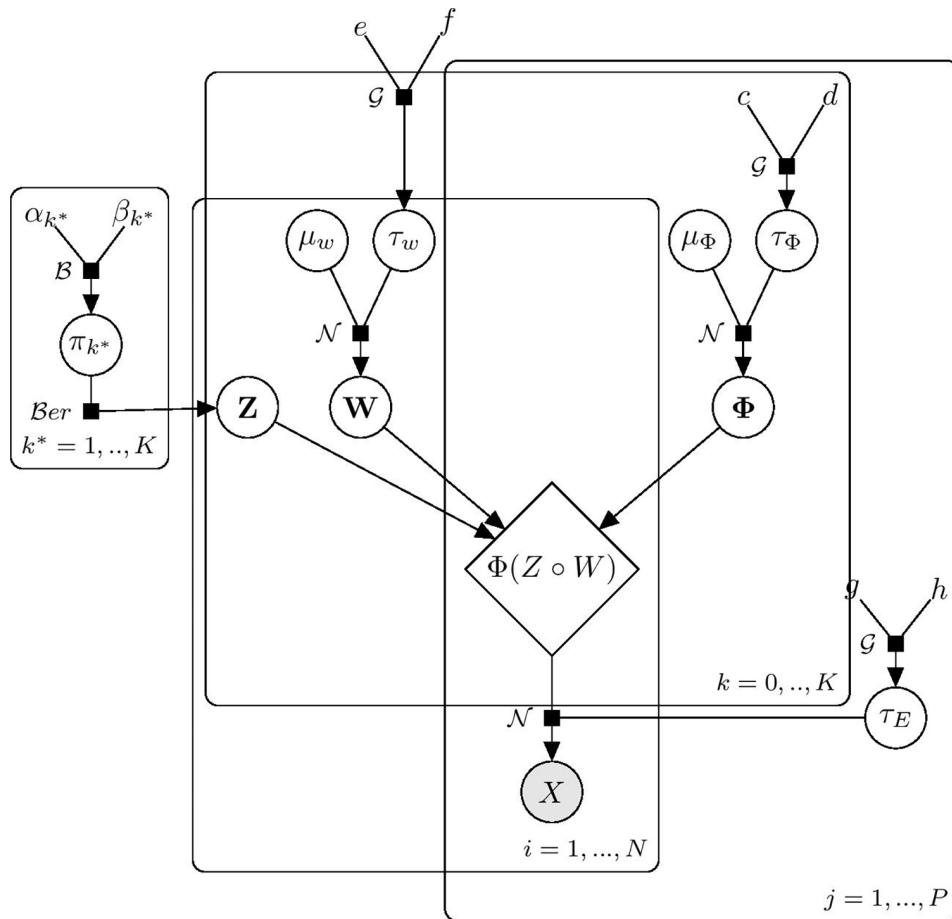 e f
𝒢
c d
𝒢
α_{k*} β_{k*}
ℬ
μ_w τ_w μ_Φ τ_Φ
𝒩 𝒩
π_{k*}
ℬer
Z W Φ
k* = 1, .., K
Φ(Z ∘ W)
g h
𝒢
k = 0, .., K
𝒩
τ_E
X
i = 1, ..., N
j = 1, ..., P